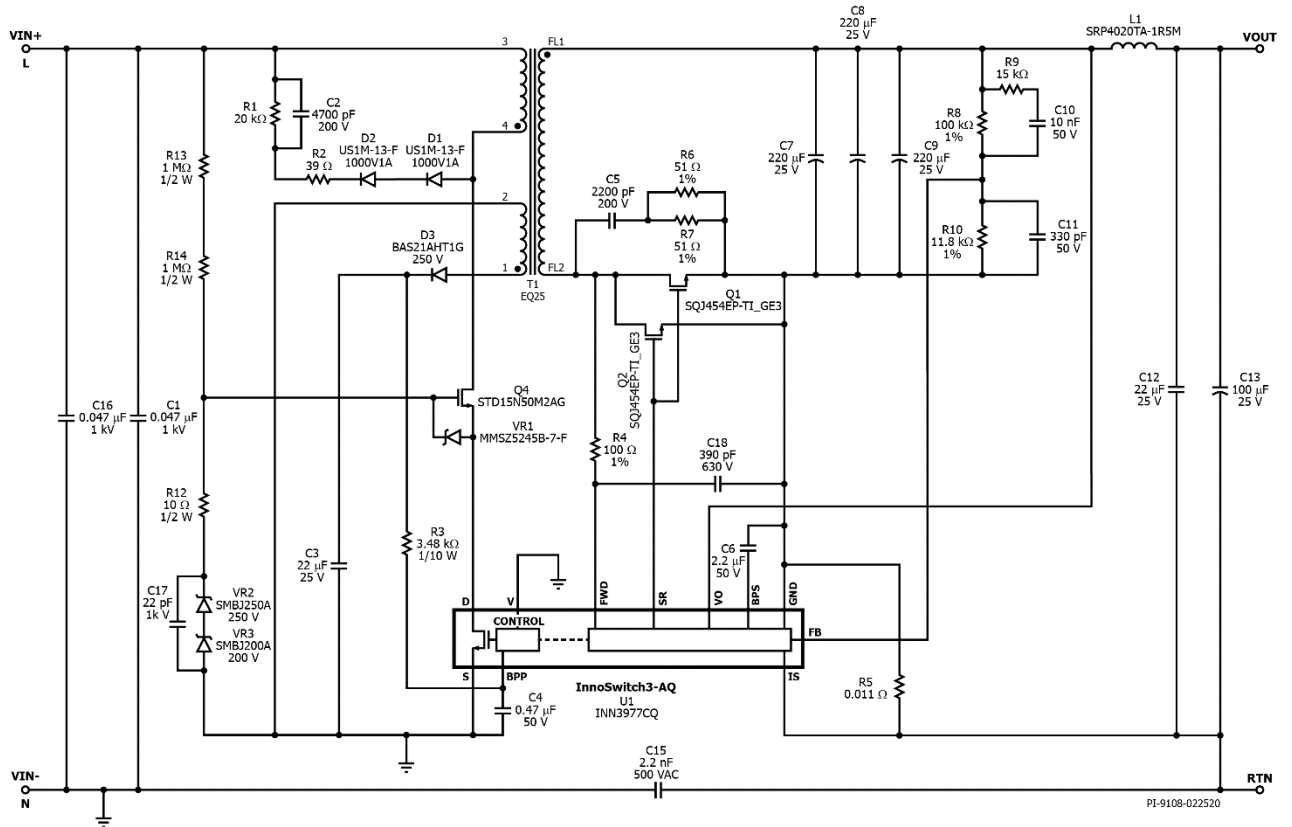 VIN+
L
3
FL1
C8
220 µF
25 V
L1
SRP4020TA-1R5M
VOUT
R1
20 kΩ
C2
4700 pF
200 V
4
R9
15 kΩ
C10
10 nF
50 V
R8
100 kΩ
1%
R13
1 MΩ
1/2 W
R2
39 Ω
D2
US1M-13-F
1000V1A
D1
US1M-13-F
1000V1A
C7
220 µF
25 V
C9
220 µF
25 V
R6
51 Ω
1%
C5
2200 pF
200 V
R7
51 Ω
1%
2
R14
1 MΩ
1/2 W
D3
BAS21AHT1G
250 V
1
T1
EQ25
FL2
R10
11.8 kΩ
1%
C11
330 pF
50 V
Q1
SQJ454EP-TI_GE3
Q2
SQJ454EP-TI_GE3
C16
0.047 µF
1 kV
C1
0.047 µF
1 kV
Q4
STD15N50M2AG
VR1
MMSZ5245B-7-F
R4
100 Ω
1%
C18
390 pF
630 V
C12
22 µF
25 V
C13
100 µF
25 V
R12
10 Ω
1/2 W
C3
22 µF
25 V
R3
3.48 kΩ
1/10 W
C6
2.2 µF
50 V
C17
22 pF
1k V
VR2
SMBJ250A
250 V
VR3
SMBJ200A
200 V
D
V
FWD
SR
VO
BPS
GND
CONTROL
FB
S
BPP
IS
InnoSwitch3-AQ
U1
INN3977CQ
C4
0.47 µF
50 V
R5
0.011 Ω
C15
2.2 nF
500 VAC
VIN-
N
RTN
PI-9108-022520